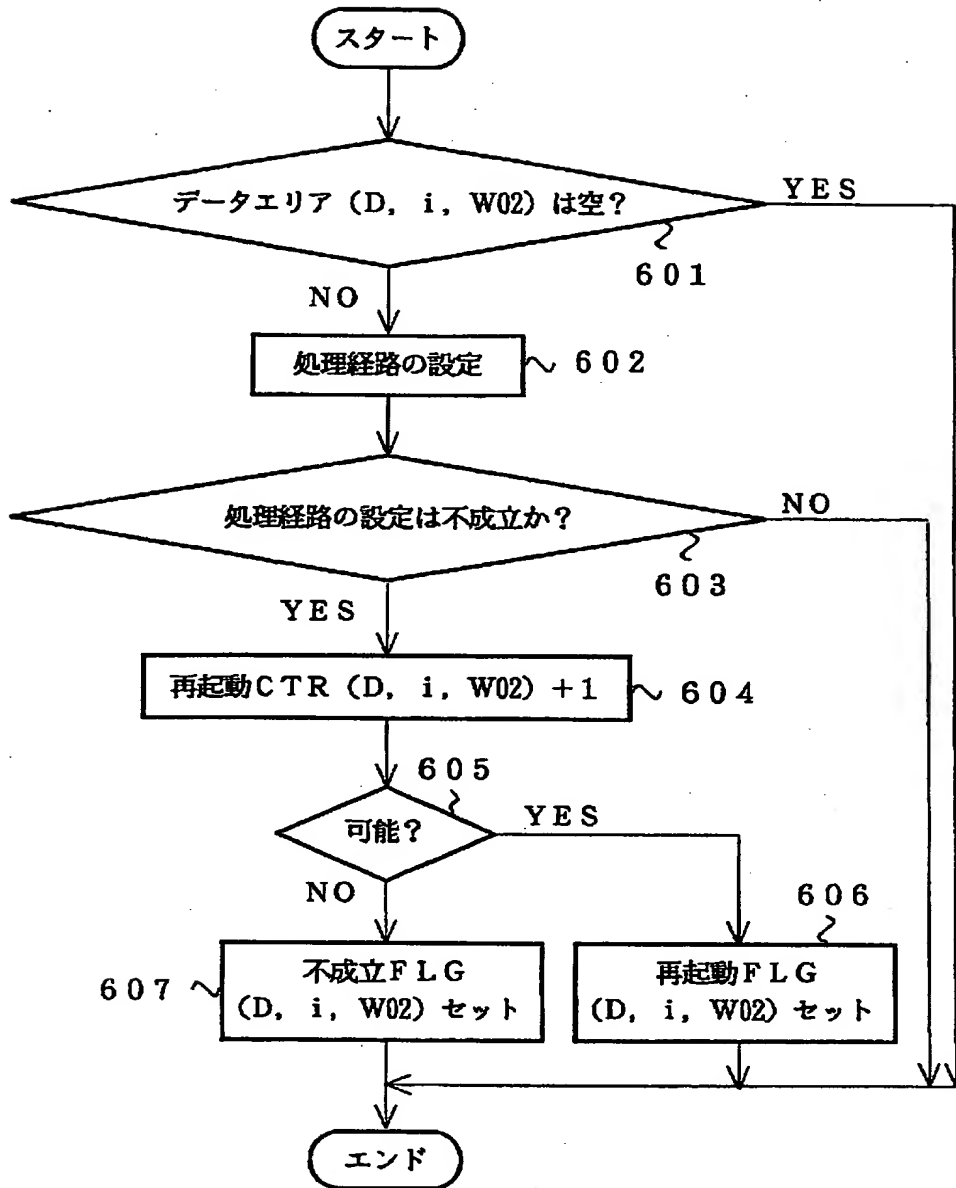 スタート
データエリア（D，i，W02）は空？
YES
601
NO
処理経路の設定
602
処理経路の設定は不成立か？
NO
603
YES
再起動CTR（D，i，W02）＋1
604
605
可能？
YES
NO
606
607
不成立FLG
（D，i，W02）セット
再起動FLG
（D，i，W02）セット
エンド